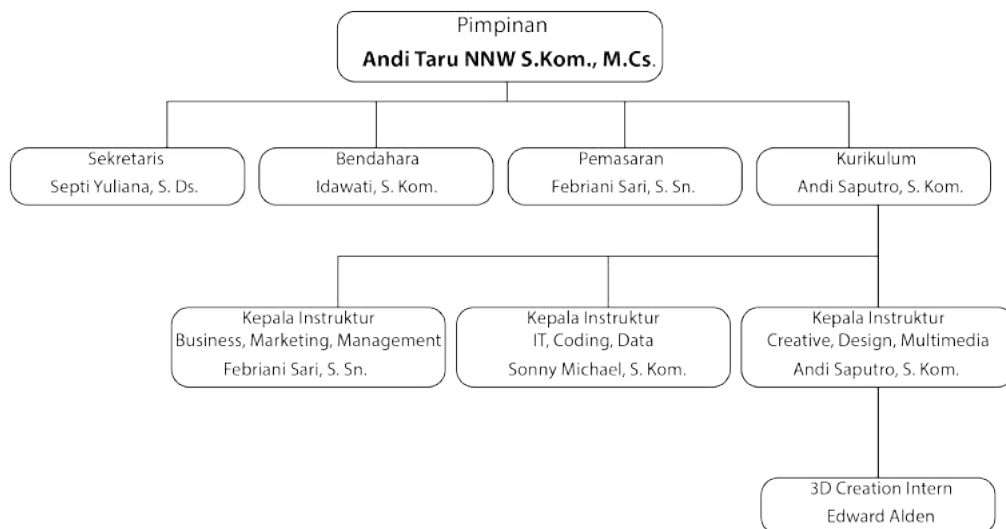 Pimpinan
Andi Taru NNW S.Kom., M.Cs.
Sekretaris
Septi Yuliana, S. Ds.
Bendahara
Idawati, S. Kom.
Pemasaran
Febriani Sari, S. Sn.
Kurikulum
Andi Saputro, S. Kom.
Kepala Instruktur
Business, Marketing, Management
Febriani Sari, S. Sn.
Kepala Instruktur
IT, Coding, Data
Sonny Michael, S. Kom.
Kepala Instruktur
Creative, Design, Multimedia
Andi Saputro, S. Kom.
3D Creation Intern
Edward Alden